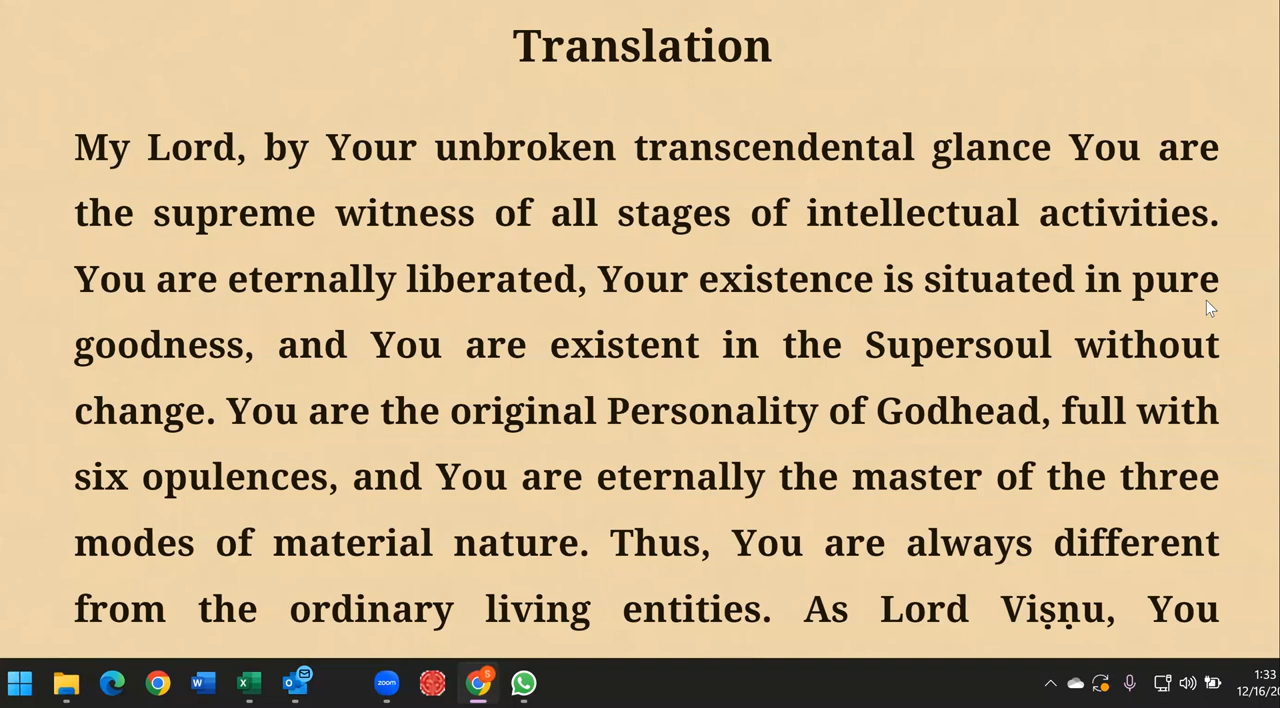 Translation
My Lord, by Your unbroken transcendental glance You are
the supreme witness of all stages of intellectual activities.
You are eternally liberated, Your existence is situated in pure
goodness, and You are existent in the Supersoul without
change. You are the original Personality of Godhead, full with
six opulences, and You are eternally the master of the three
modes of material nature. Thus, You are always different
from the ordinary living entities. As Lord Viṣṇu, You
zoom S
1:33
12/16/20